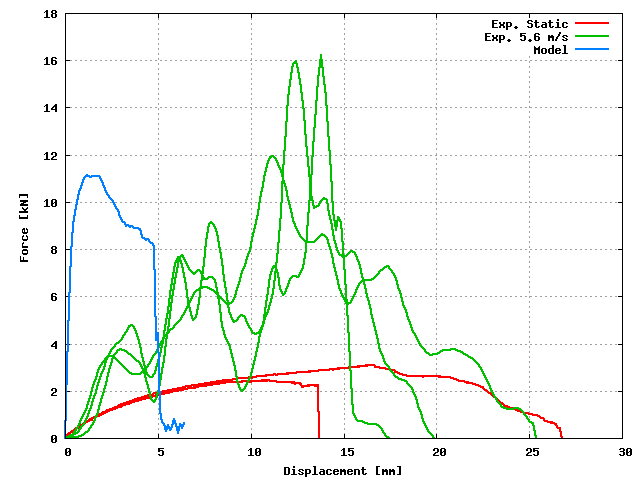 18
16
14
12
10
8
6
4
2
0
Force [kN]
Exp. Static
Exp. 5.6 m/s
Model
0 5 10 15 20 25 30
Displacement [mm]